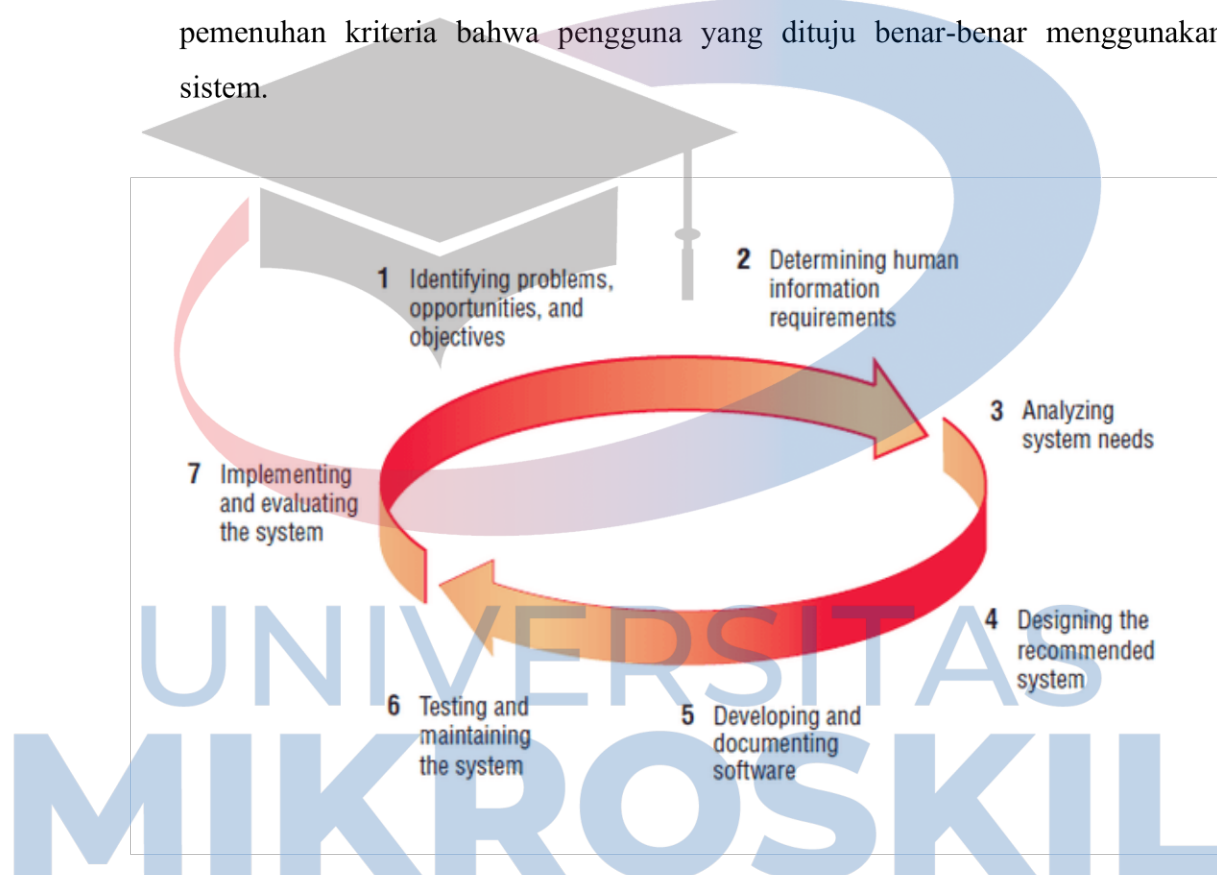 pemenuhan kriteria bahwa pengguna yang dituju benar-benar menggunakan
sistem.
1 Identifying problems,
opportunities, and
objectives
2 Determining human
information
requirements
3 Analyzing
system needs
4 Designing the
recommended
system
5 Developing and
documenting
software
6 Testing and
maintaining
the system
7 Implementing
and evaluating
the system
UNIVERSITAS
MIKROSKIL